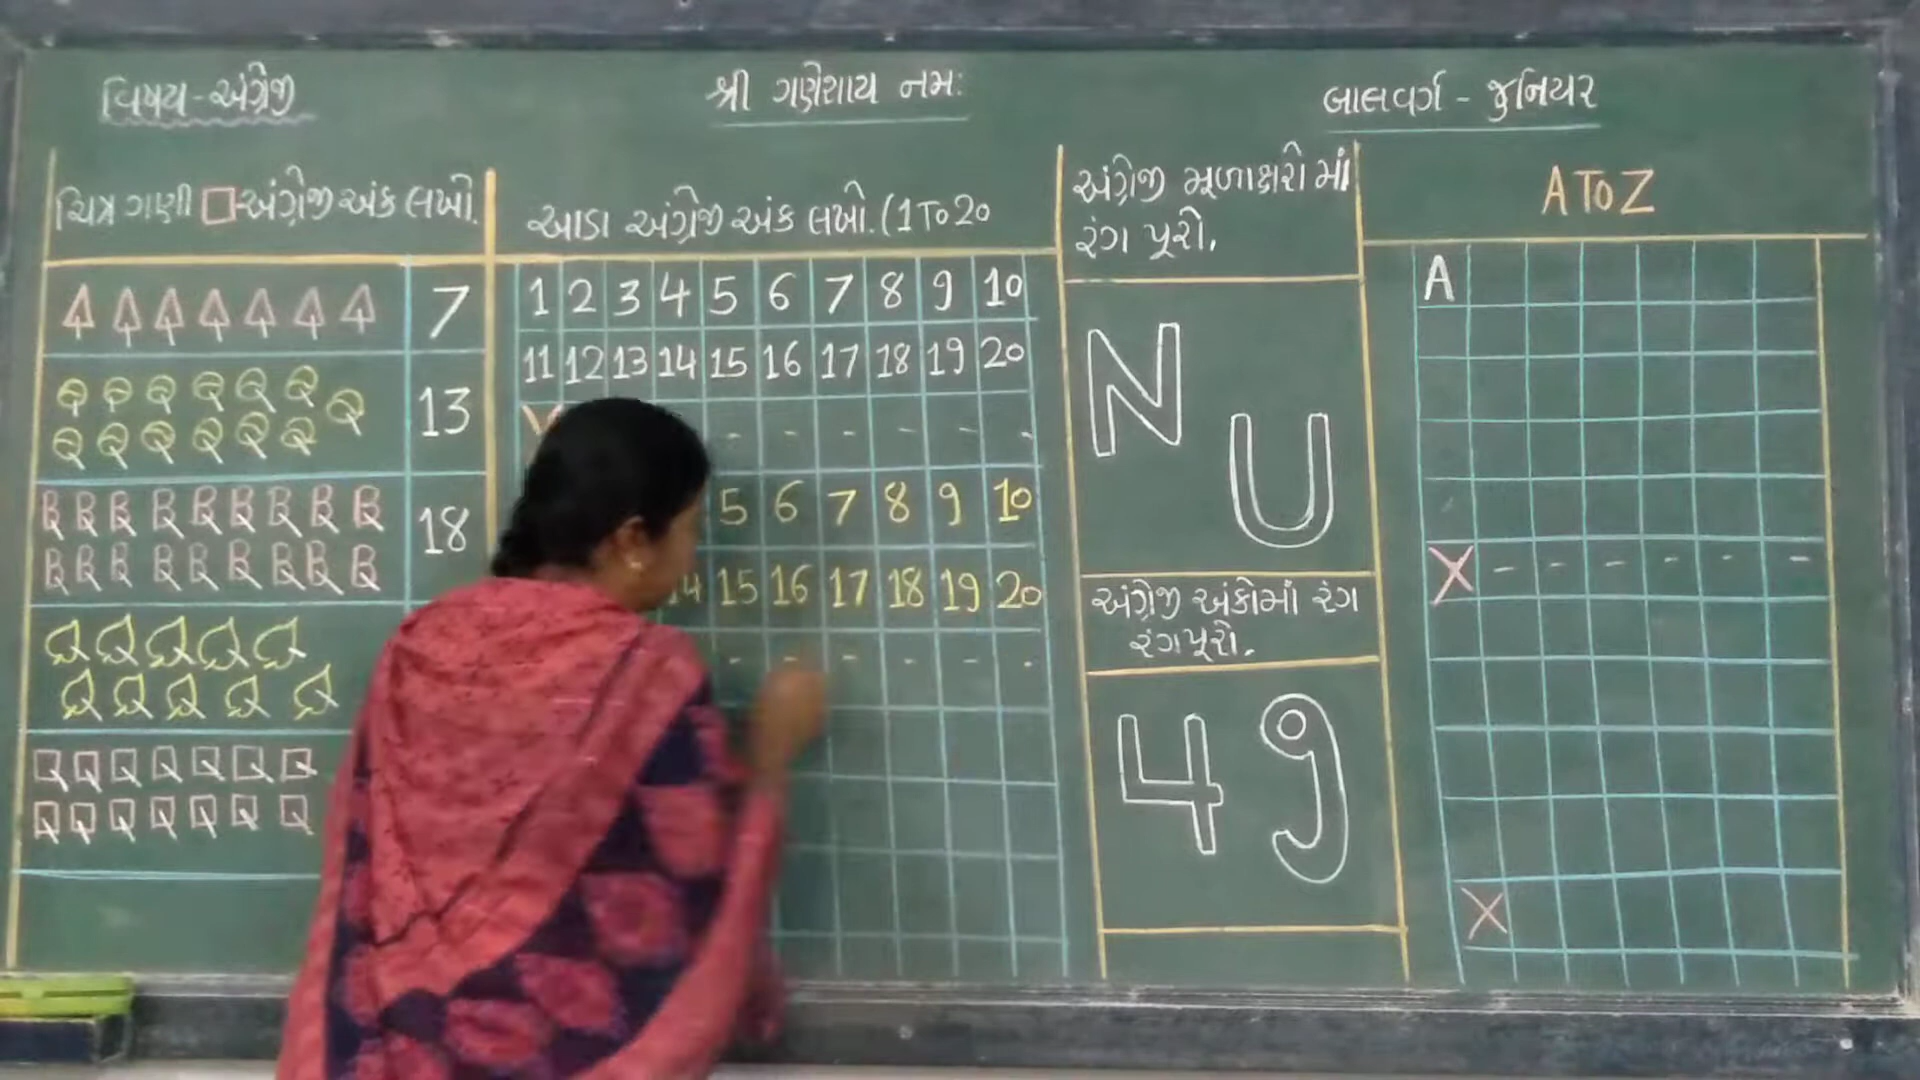 વિષય-અંગ્રેજી
શ્રી ગણેશાય નમઃ
બાલવર્ગ - જુનિયર
ચિત્ર ગણી □ અંગ્રેજી અંક લખો.
7
13
18
આડા અંગ્રેજી અંક લખો. (1 To 20
1 2 3 4 5 6 7 8 9 10
11 12 13 14 15 16 17 18 19 20
- - - - - -
5 6 7 8 9 10
14 15 16 17 18 19 20
- - - - - -
અંગ્રેજી મૂળાક્ષરોમાં
રંગ પૂરો.
N
U
અંગ્રેજી અંકોમાં રંગ
રંગપૂરો.
4 9
A To Z
A
X - - - - - -
X